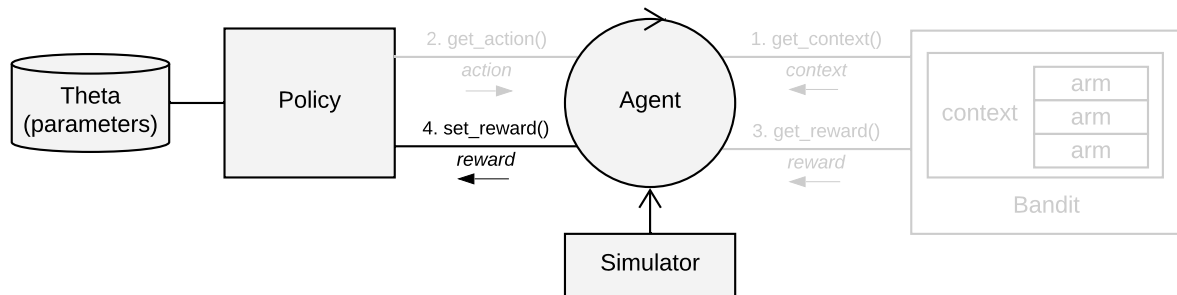 Theta
(parameters)
Policy
2. get_action()
action
4. set_reward()
reward
Agent
Simulator
1. get_context()
context
3. get_reward()
reward
context
arm
arm
arm
Bandit